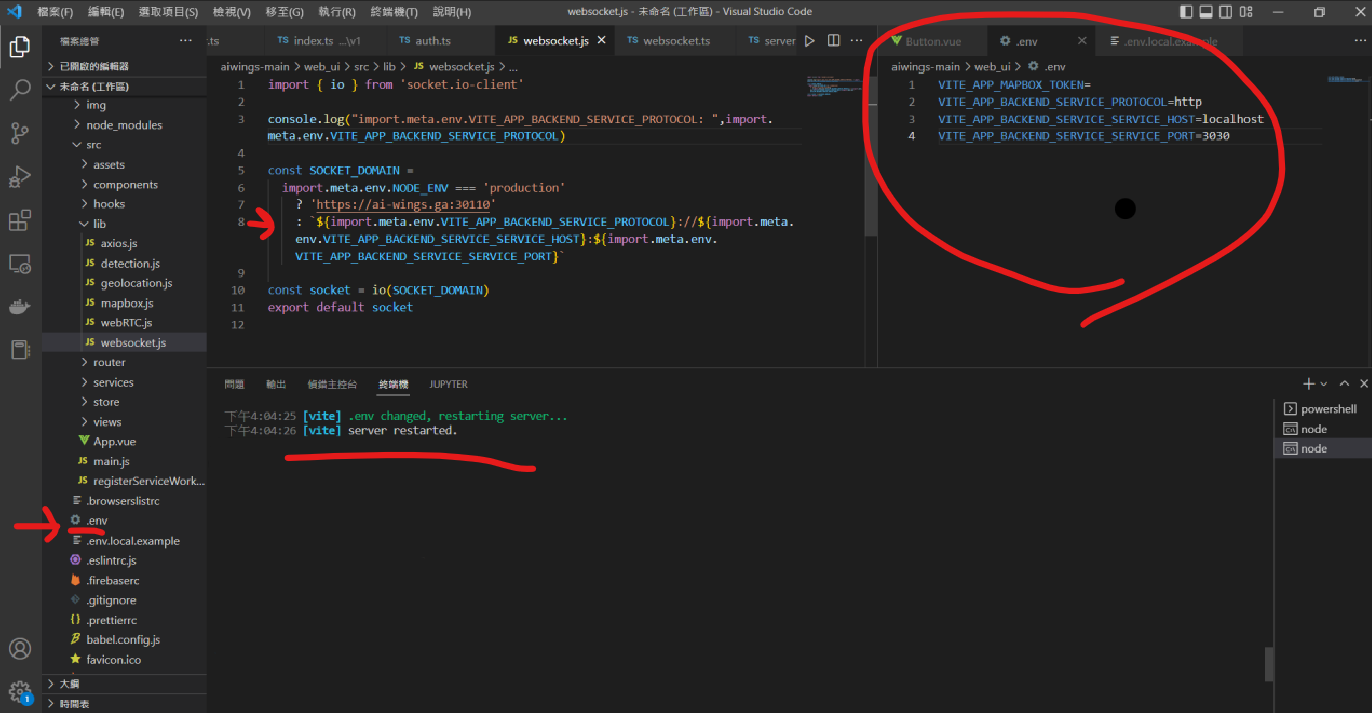 檔案(F) 編輯(E) 選取項目(S) 檢視(V) 移至(G) 執行(R) 終端機(T) 說明(H) websocket.js - 未命名 (工作區) - Visual Studio Code
檔案總管 ···
已開啟的編輯器
未命名 (工作區)
img
node_modules
src
assets
components
hooks
lib
JS axios.js
JS detection.js
JS geolocation.js
JS mapbox.js
JS webRTC.js
JS websocket.js
router
services
store
views
App.vue
JS main.js
JS registerServiceWork...
.browserslistrc
.env
.env.local.example
.eslintrc.js
.firebaserc
.gitignore
{} .prettierrc
babel.config.js
favicon.ico
大綱
時間表
1
.ts TS index.ts ...\v1 TS auth.ts JS websocket.js TS websocket.ts TS server ···
aiwings-main > web_ui > src > lib > JS websocket.js > ...
1 import { io } from 'socket.io-client'
2
3 console.log("import.meta.env.VITE_APP_BACKEND_SERVICE_PROTOCOL: ",import.
meta.env.VITE_APP_BACKEND_SERVICE_PROTOCOL)
4
5 const SOCKET_DOMAIN =
6 import.meta.env.NODE_ENV === 'production'
7 ? 'https://ai-wings.ga:30110'
8 : `${import.meta.env.VITE_APP_BACKEND_SERVICE_PROTOCOL}://${import.meta.
env.VITE_APP_BACKEND_SERVICE_SERVICE_HOST}:${import.meta.env.
VITE_APP_BACKEND_SERVICE_SERVICE_PORT}`
9
10 const socket = io(SOCKET_DOMAIN)
11 export default socket
12
Button.vue .env .env.local.example ···
aiwings-main > web_ui > .env
1 VITE_APP_MAPBOX_TOKEN=
2 VITE_APP_BACKEND_SERVICE_PROTOCOL=http
3 VITE_APP_BACKEND_SERVICE_SERVICE_HOST=localhost
4 VITE_APP_BACKEND_SERVICE_SERVICE_PORT=3030
問題 輸出 偵錯主控台 終端機 JUPYTER
下午4:04:25 [vite] .env changed, restarting server...
下午4:04:26 [vite] server restarted.
powershell
node
node